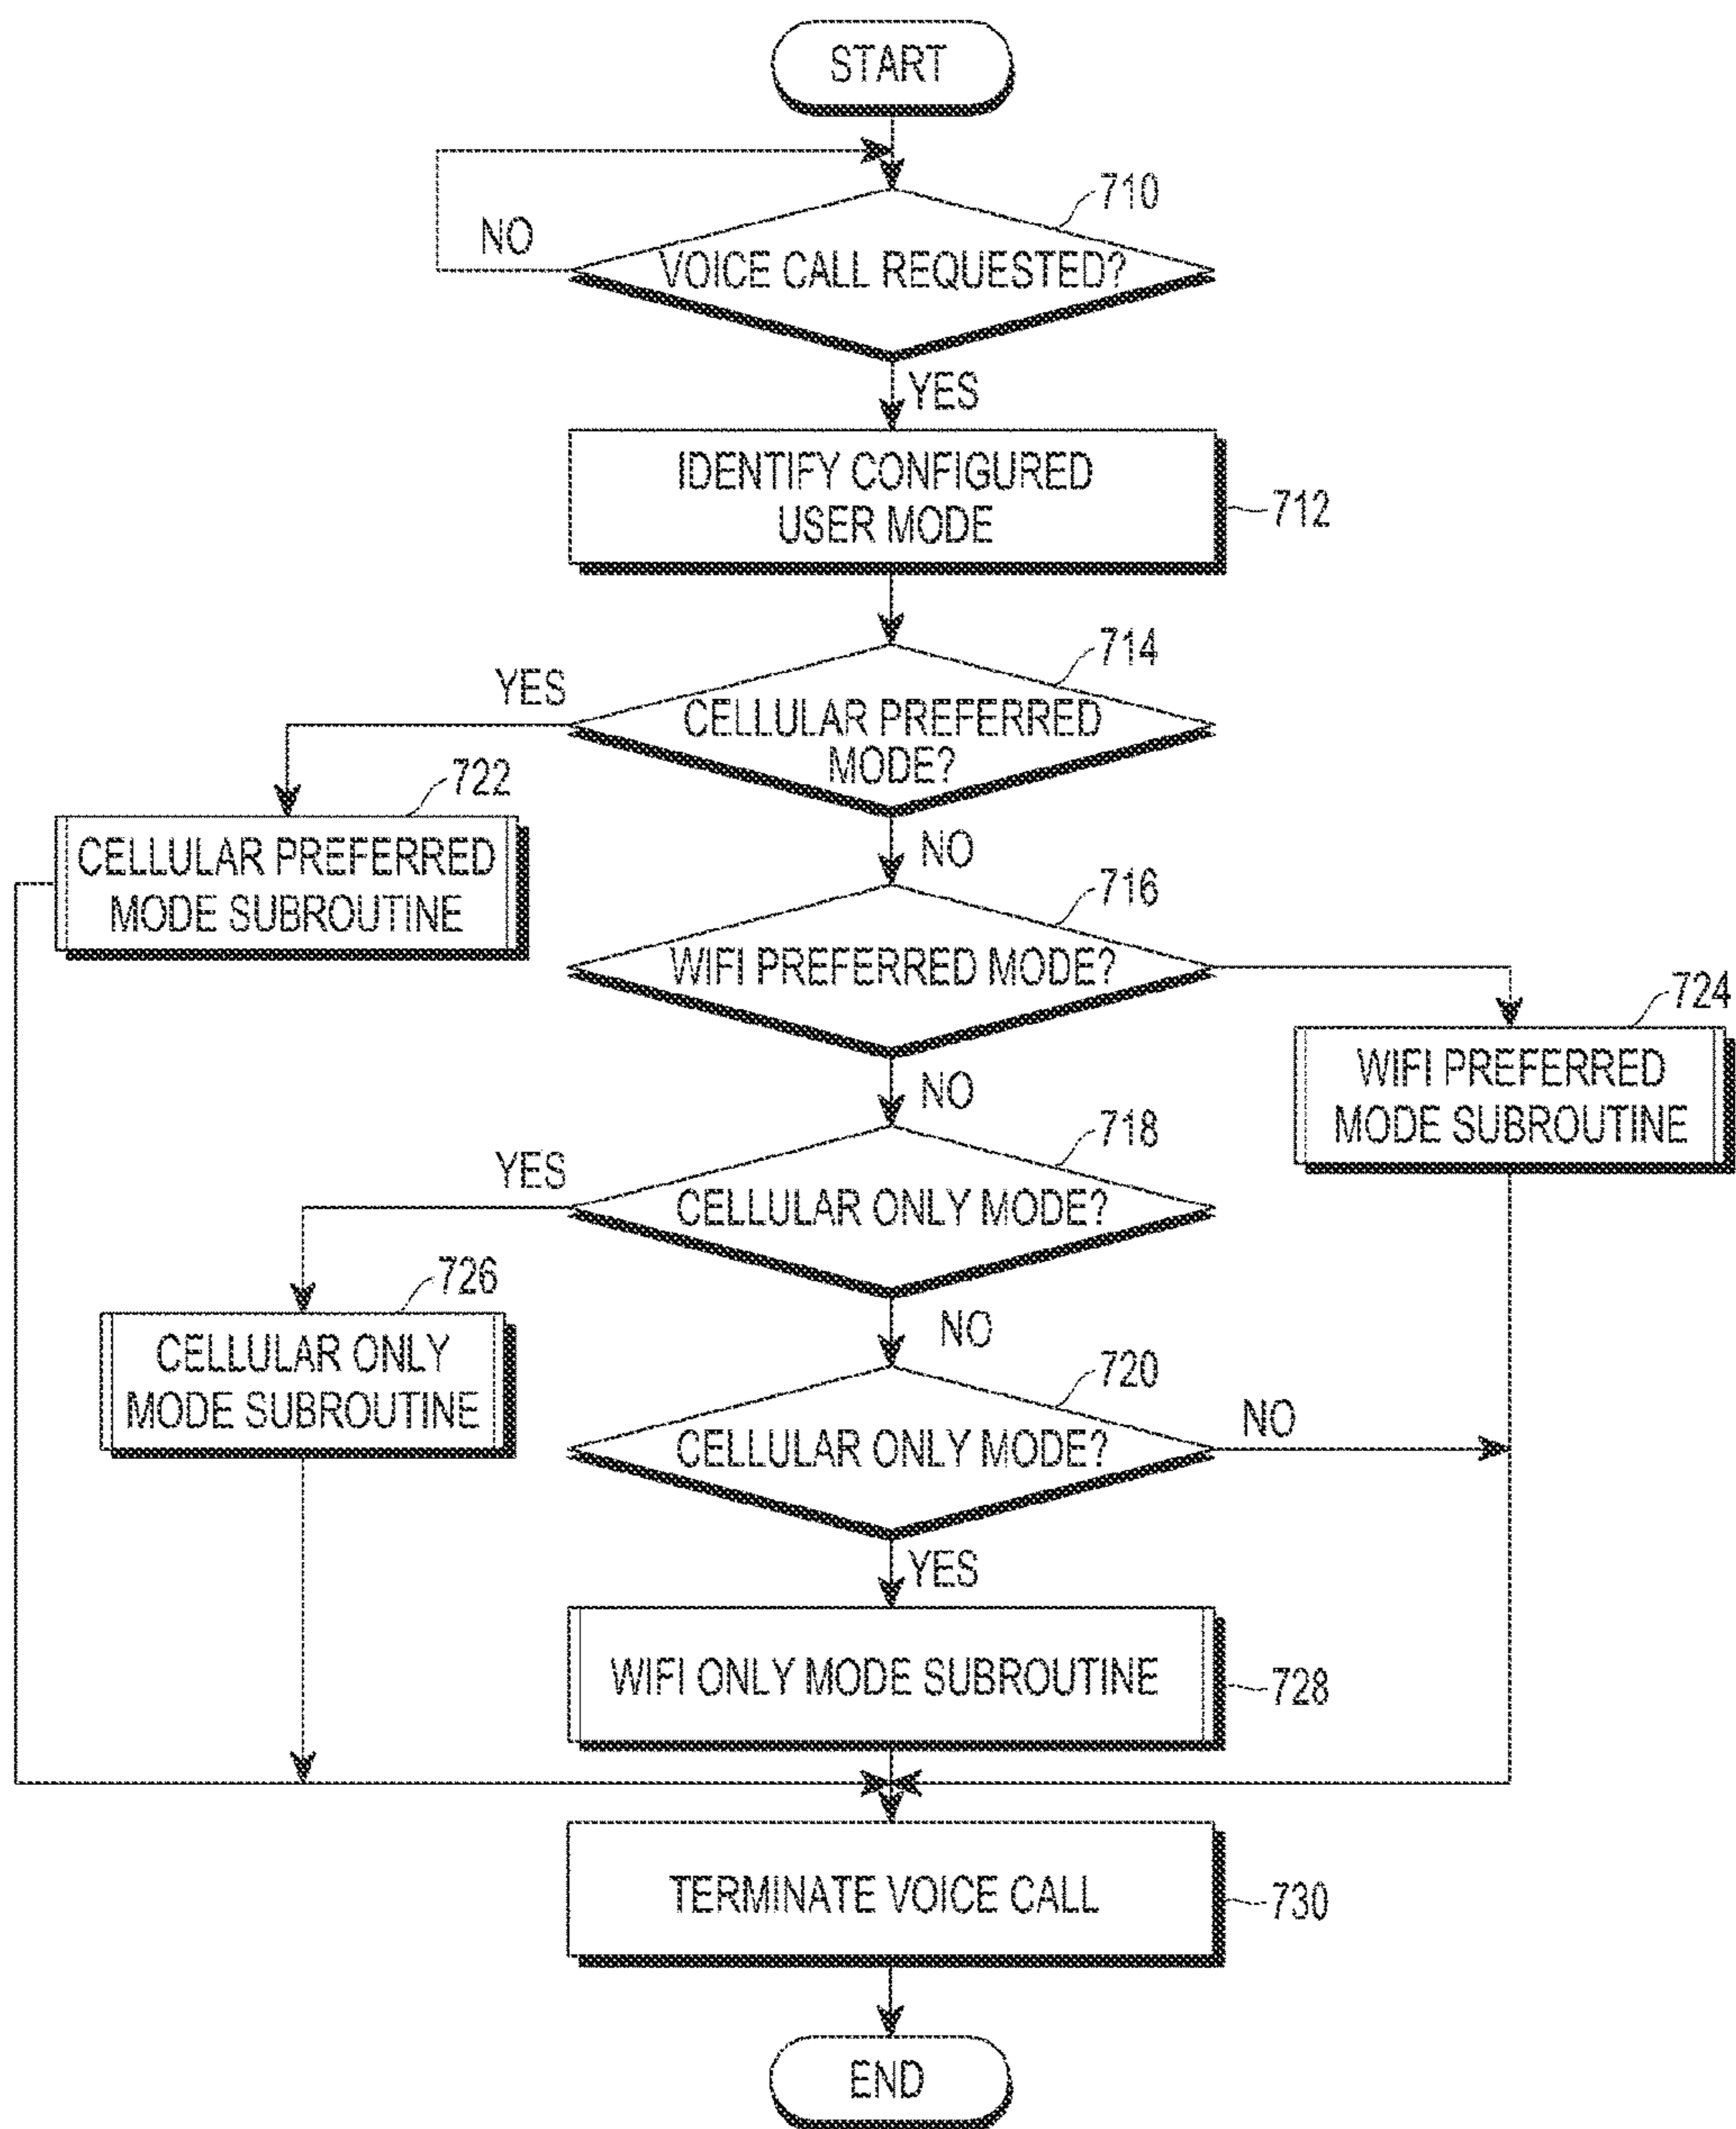 START
710
NO
VOICE CALL REQUESTED?
YES
IDENTIFY CONFIGURED
USER MODE
712
714
YES
CELLULAR PREFERRED
MODE?
722
CELLULAR PREFERRED
MODE SUBROUTINE
NO
716
WIFI PREFERRED MODE?
724
WIFI PREFERRED
MODE SUBROUTINE
NO
718
YES
CELLULAR ONLY MODE?
726
CELLULAR ONLY
MODE SUBROUTINE
NO
720
CELLULAR ONLY MODE?
NO
YES
WIFI ONLY MODE SUBROUTINE
728
TERMINATE VOICE CALL
730
END